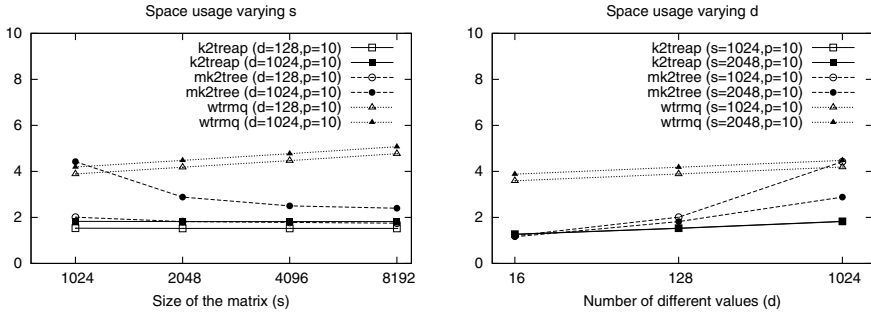 Space usage varying s
10
8
6
4
2
0
k2treap (d=128,p=10)
k2treap (d=1024,p=10)
mk2tree (d=128,p=10)
mk2tree (d=1024,p=10)
wtrmq (d=128,p=10)
wtrmq (d=1024,p=10)
1024 2048 4096 8192
Size of the matrix (s)
Space usage varying d
10
8
6
4
2
0
k2treap (s=1024,p=10)
k2treap (s=2048,p=10)
mk2tree (s=1024,p=10)
mk2tree (s=2048,p=10)
wtrmq (s=1024,p=10)
wtrmq (s=2048,p=10)
16 128 1024
Number of different values (d)